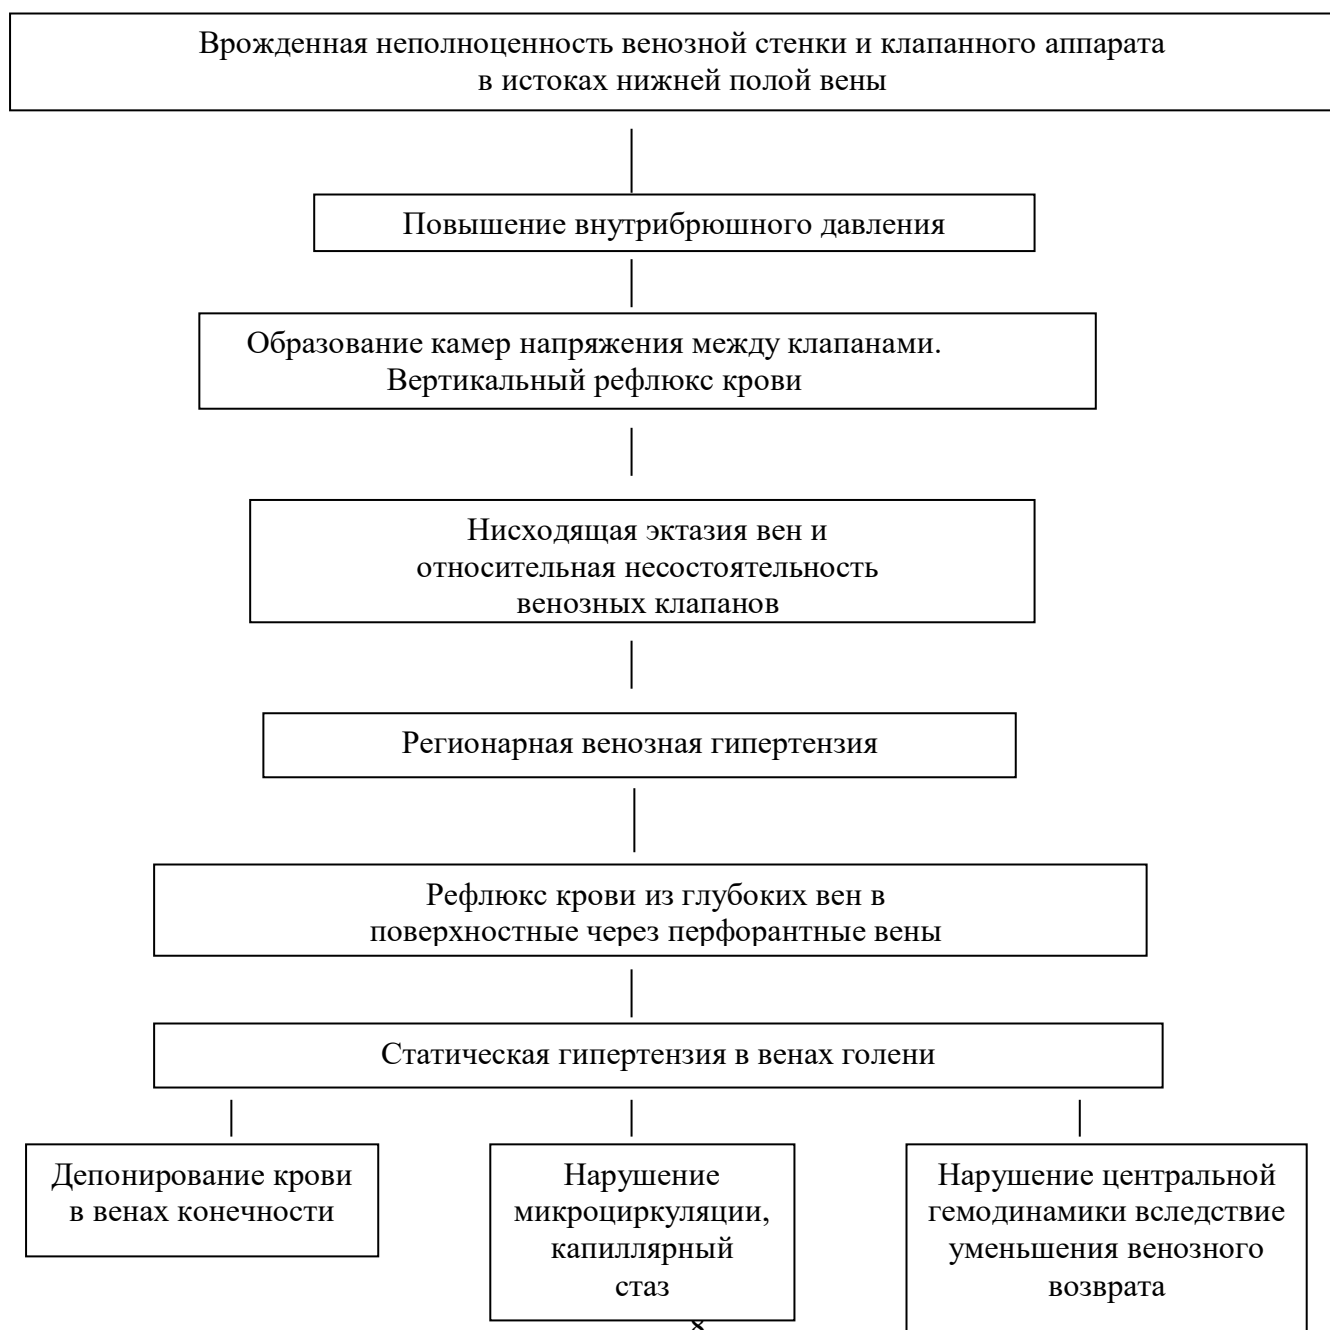 Врожденная неполноценность венозной стенки и клапанного аппарата
в истоках нижней полой вены
Повышение внутрибрюшного давления
Образование камер напряжения между клапанами.
Вертикальный рефлюкс крови
Нисходящая эктазия вен и
относительная несостоятельность
венозных клапанов
Регионарная венозная гипертензия
Рефлюкс крови из глубоких вен в
поверхностные через перфорантные вены
Статическая гипертензия в венах голени
Депонирование крови
в венах конечности
Нарушение
микроциркуляции,
капиллярный
стаз
Нарушение центральной
гемодинамики вследствие
уменьшения венозного
возврата